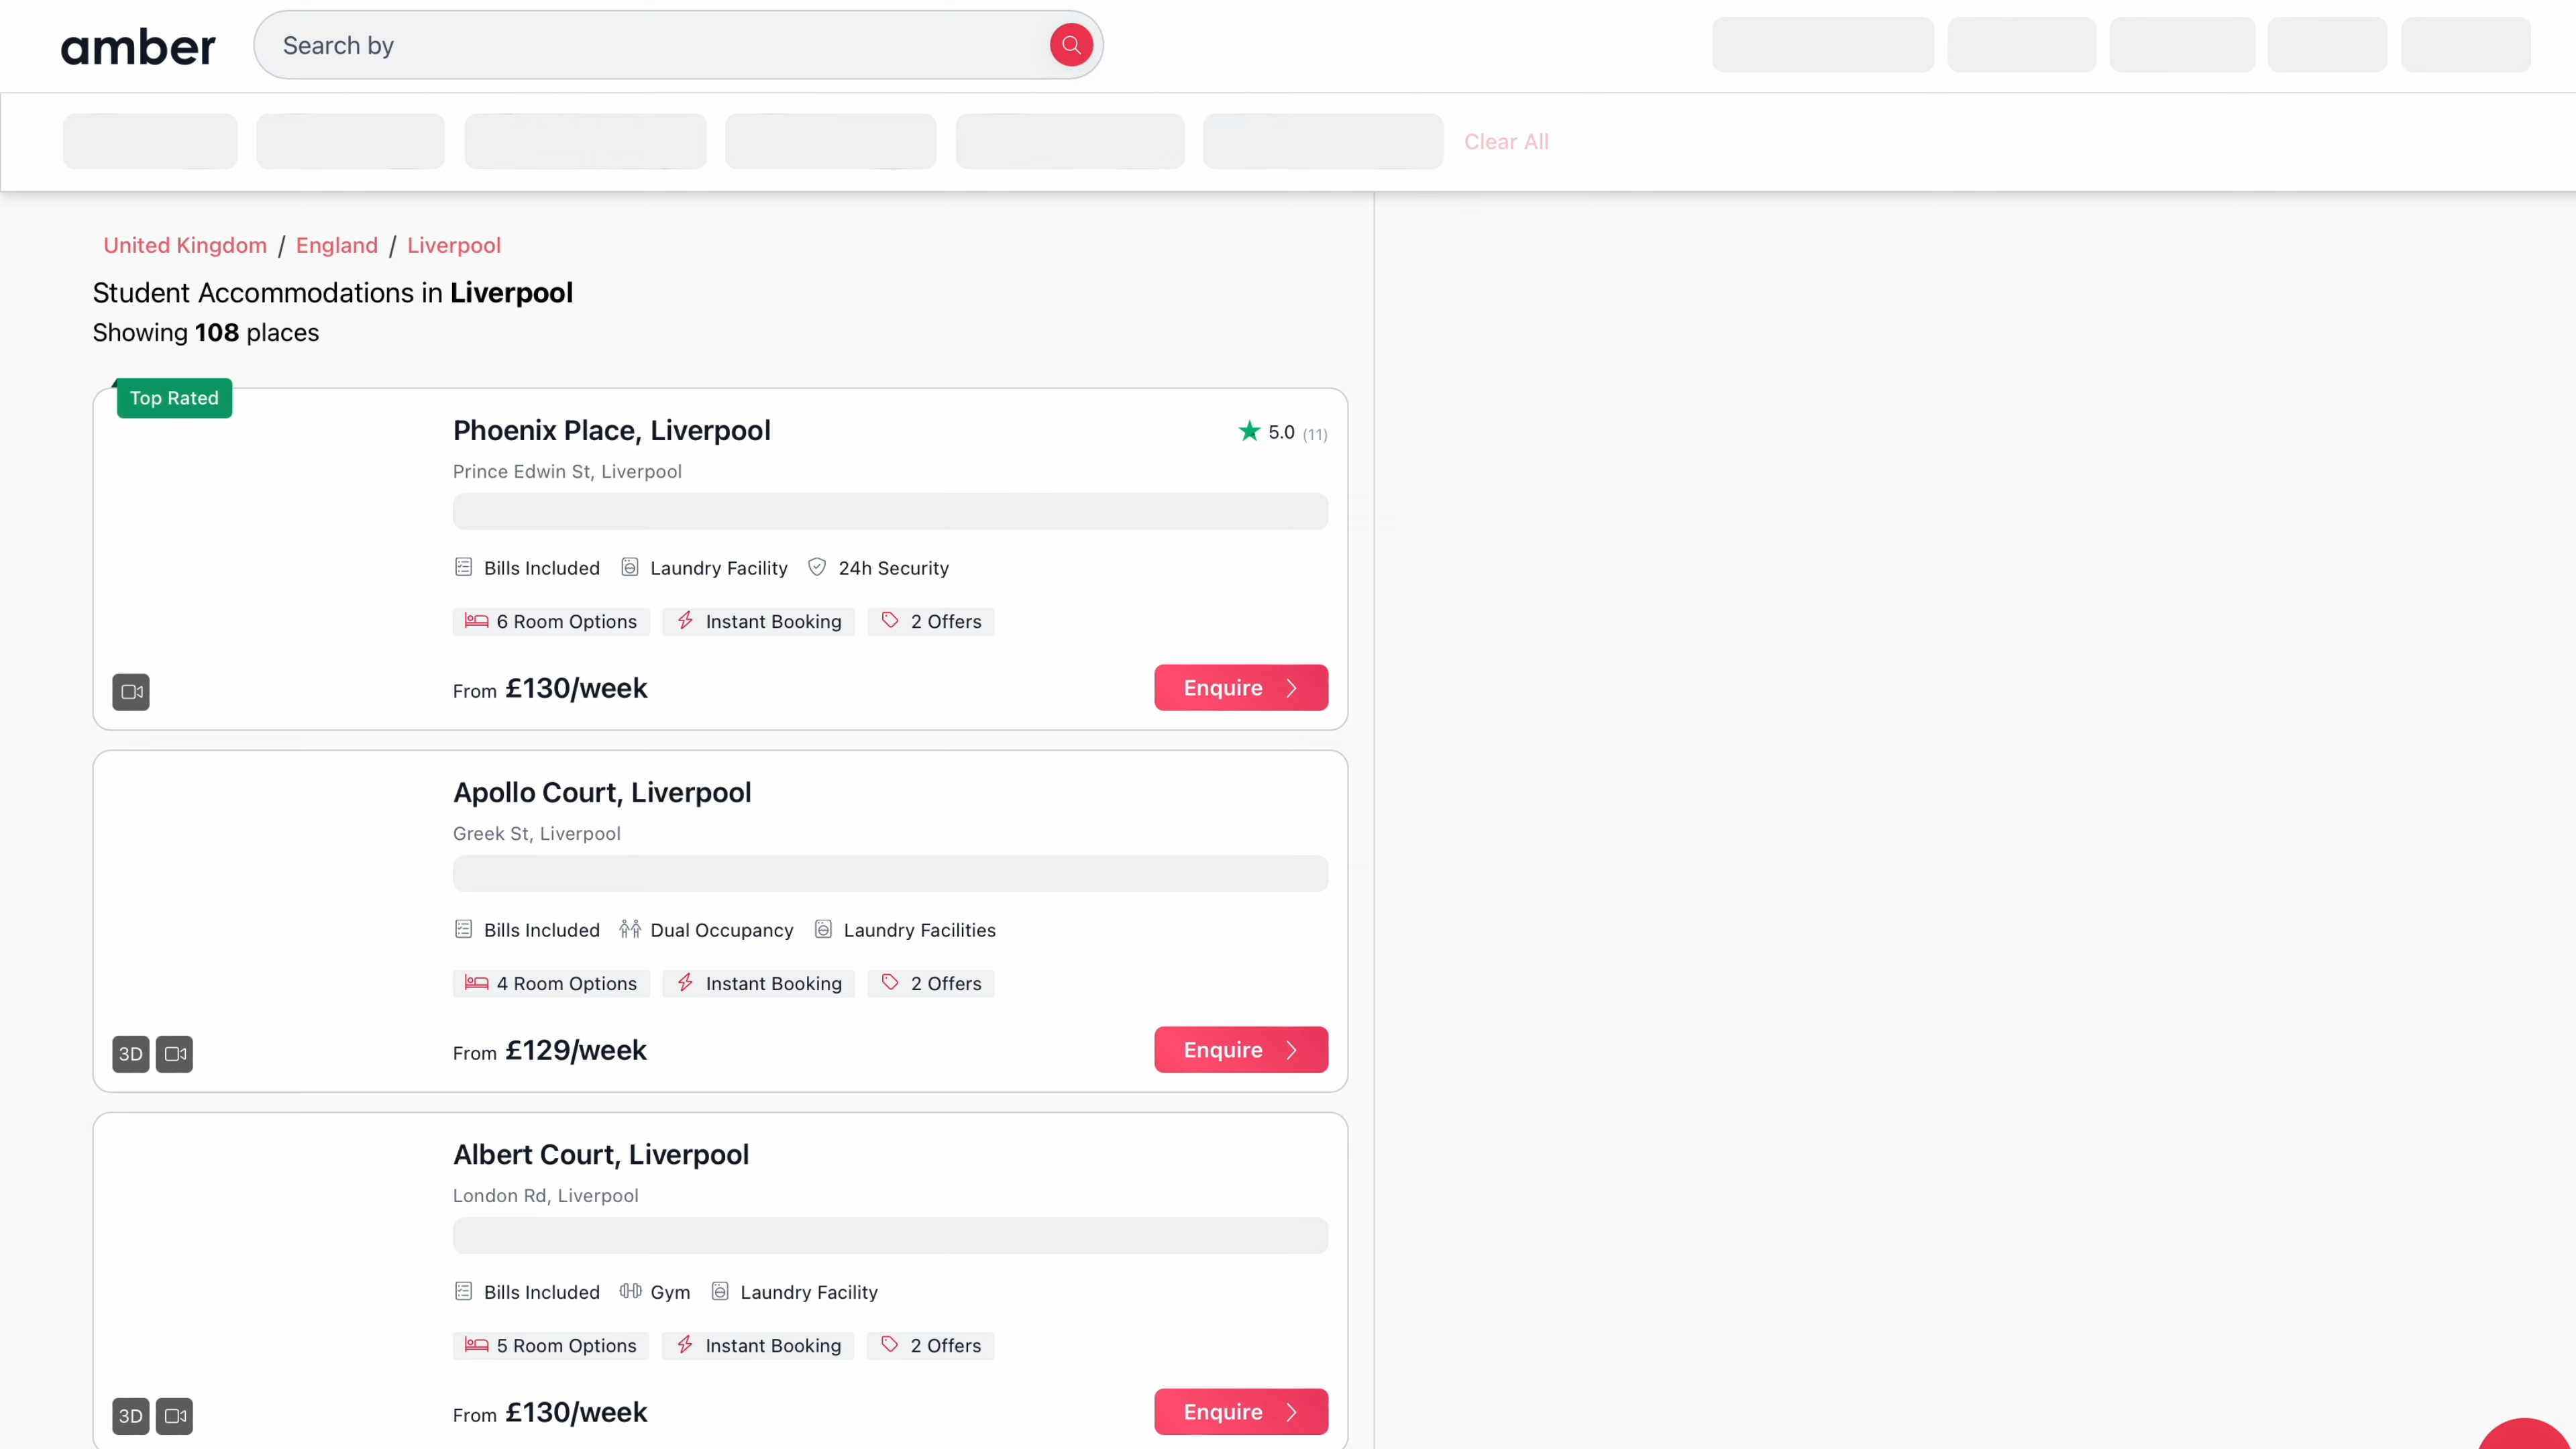 amber
Search by
Clear All
United Kingdom / England / Liverpool
Student Accommodations in Liverpool
Showing 108 places
Top Rated
Phoenix Place, Liverpool
5.0 (11)
Prince Edwin St, Liverpool
Bills Included Laundry Facility 24h Security
6 Room Options Instant Booking 2 Offers
From £130/week
Enquire
Apollo Court, Liverpool
Greek St, Liverpool
Bills Included Dual Occupancy Laundry Facilities
4 Room Options Instant Booking 2 Offers
3D
From £129/week
Enquire
Albert Court, Liverpool
London Rd, Liverpool
Bills Included Gym Laundry Facility
5 Room Options Instant Booking 2 Offers
3D
From £130/week
Enquire